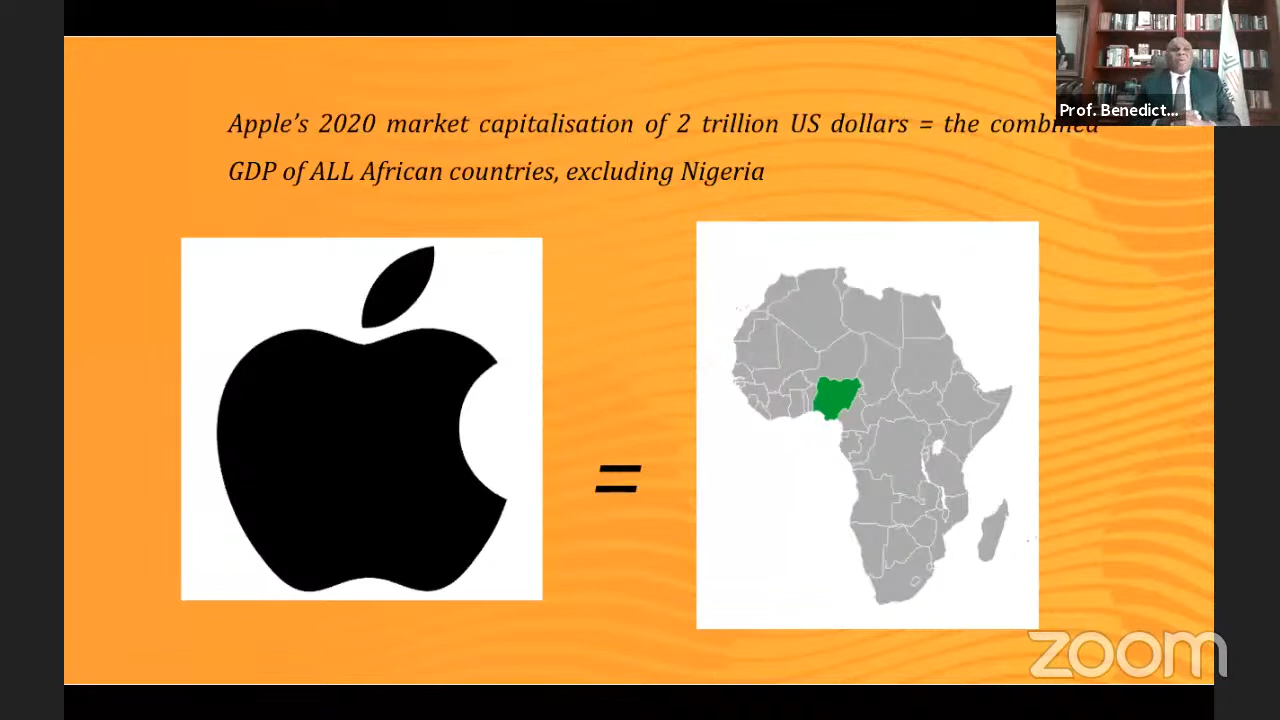 Prof. Benedict...
Apple's 2020 market capitalisation of 2 trillion US dollars = the combined
GDP of ALL African countries, excluding Nigeria
=
zoom